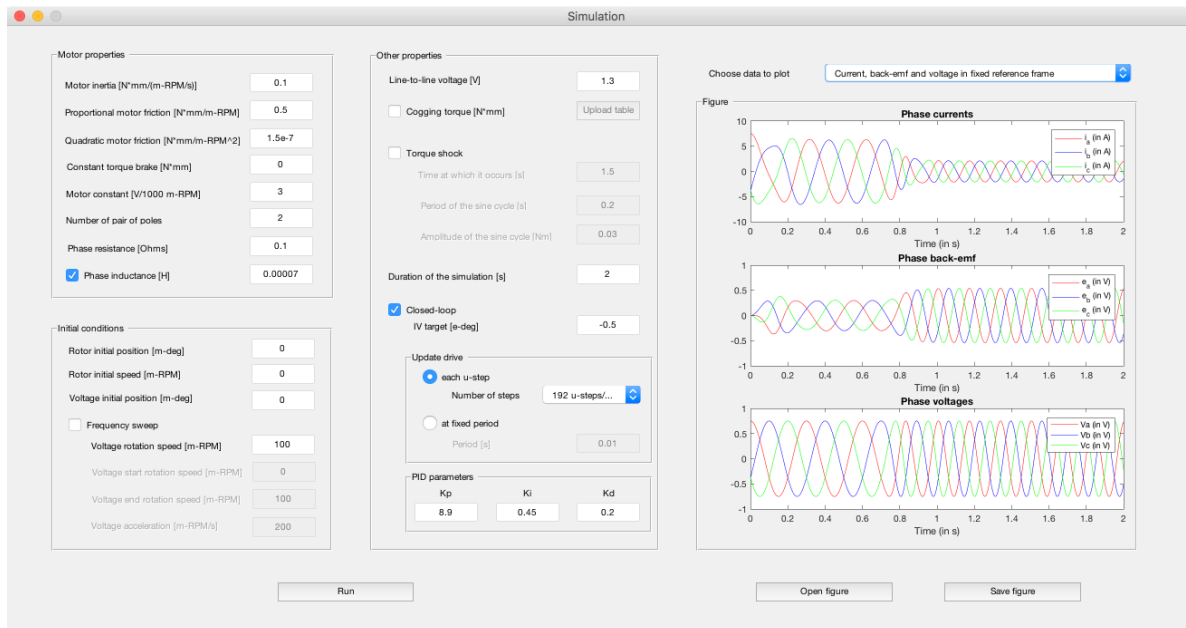 Simulation
Motor properties
Motor inertia [N*mm/(m-RPM/s)] 0.1
Proportional motor friction [N*mm/m-RPM] 0.5
Quadratic motor friction [N*mm/m-RPM^2] 1.5e-7
Constant torque brake [N*mm] 0
Motor constant [V/1000 m-RPM] 3
Number of pair of poles 2
Phase resistance [Ohms] 0.1
Phase inductance [H] 0.00007
Initial conditions
Rotor initial position [m-deg] 0
Rotor initial speed [m-RPM] 0
Voltage initial position [m-deg] 0
Frequency sweep
Voltage rotation speed [m-RPM] 100
Voltage start rotation speed [m-RPM] 0
Voltage end rotation speed [m-RPM] 100
Voltage acceleration [m-RPM/s] 200
Other properties
Line-to-line voltage [V] 1.3
Cogging torque [N*mm] Upload table
Torque shock
Time at which it occurs [s] 1.5
Period of the sine cycle [s] 0.2
Amplitude of the sine cycle [Nm] 0.03
Duration of the simulation [s] 2
Closed-loop
IV target [e-deg] -0.5
Update drive
each u-step
Number of steps 192 u-steps/...
at fixed period
Period [s] 0.01
PID parameters
Kp Ki Kd
8.9 0.45 0.2
Choose data to plot Current, back-emf and voltage in fixed reference frame
Figure
Phase currents
10
5
0
-5
-10
i_a (in A)
i_b (in A)
i_c (in A)
0 0.2 0.4 0.6 0.8 1 1.2 1.4 1.6 1.8 2
Time (in s)
Phase back-emf
1
0.5
0
-0.5
-1
e_a (in V)
e_b (in V)
e_c (in V)
0 0.2 0.4 0.6 0.8 1 1.2 1.4 1.6 1.8 2
Time (in s)
Phase voltages
1
0.5
0
-0.5
-1
Va (in V)
Vb (in V)
Vc (in V)
0 0.2 0.4 0.6 0.8 1 1.2 1.4 1.6 1.8 2
Time (in s)
Run
Open figure
Save figure